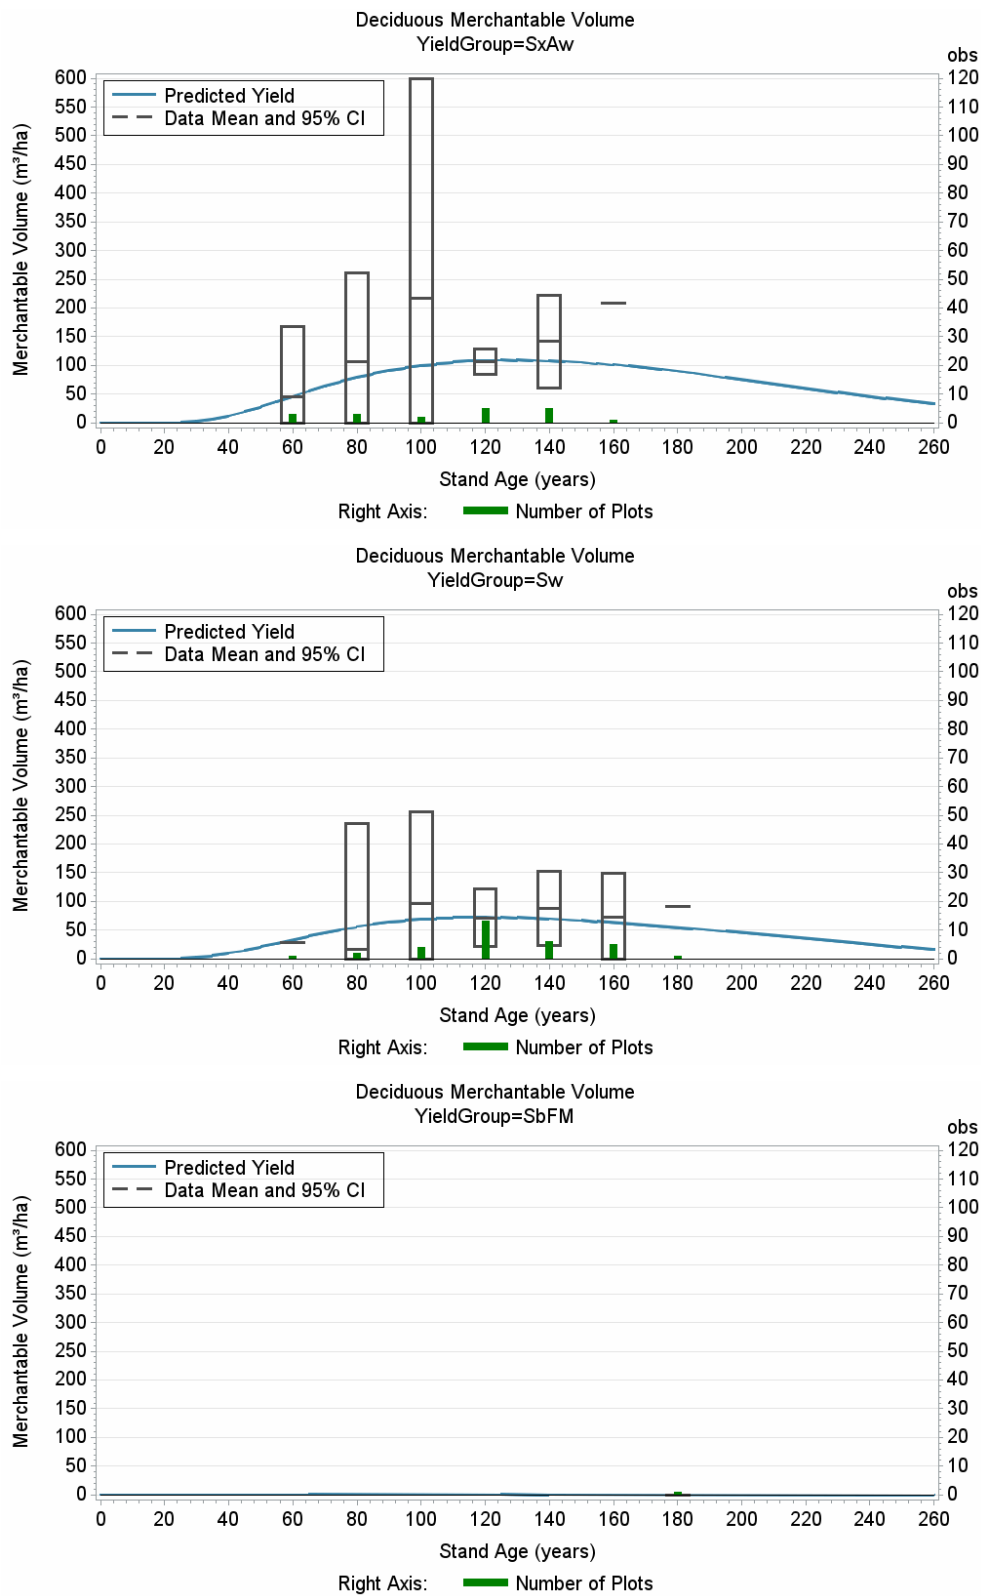 Deciduous Merchantable Volume
YieldGroup=SxAw
obs
Predicted Yield
Data Mean and 95% CI
Merchantable Volume (m³/ha)
600 120
550 110
500 100
450 90
400 80
350 70
300 60
250 50
200 40
150 30
100 20
50 10
0 0
0 20 40 60 80 100 120 140 160 180 200 220 240 260
Stand Age (years)
Right Axis: Number of Plots
Deciduous Merchantable Volume
YieldGroup=Sw
obs
Predicted Yield
Data Mean and 95% CI
Merchantable Volume (m³/ha)
600 120
550 110
500 100
450 90
400 80
350 70
300 60
250 50
200 40
150 30
100 20
50 10
0 0
0 20 40 60 80 100 120 140 160 180 200 220 240 260
Stand Age (years)
Right Axis: Number of Plots
Deciduous Merchantable Volume
YieldGroup=SbFM
obs
Predicted Yield
Data Mean and 95% CI
Merchantable Volume (m³/ha)
600 120
550 110
500 100
450 90
400 80
350 70
300 60
250 50
200 40
150 30
100 20
50 10
0 0
0 20 40 60 80 100 120 140 160 180 200 220 240 260
Stand Age (years)
Right Axis: Number of Plots